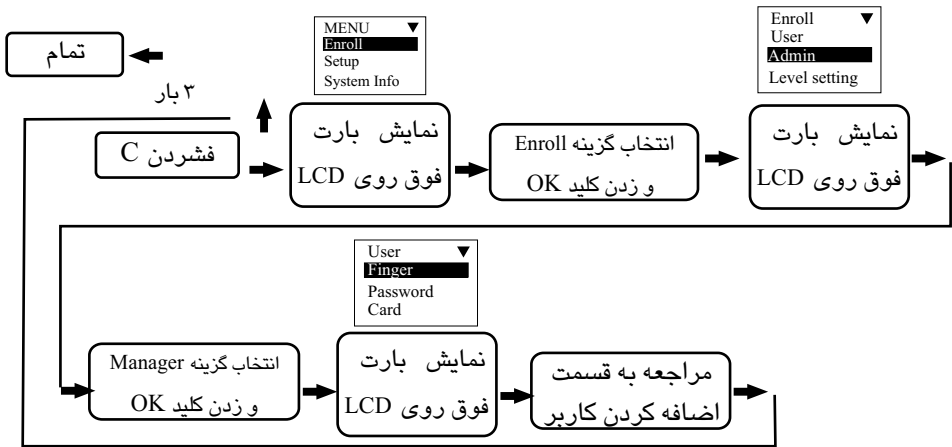 MENU ▼
Enroll
Setup
System Info
Enroll ▼
User
Admin
Level setting
تمام
۳ بار
فشردن C
نمایش بارت
فوق روی LCD
انتخاب گزینه Enroll
و زدن کلید OK
نمایش بارت
فوق روی LCD
User ▼
Finger
Password
Card
انتخاب گزینه Manager
و زدن کلید OK
نمایش بارت
فوق روی LCD
مراجعه به قسمت
اضافه کردن کاربر